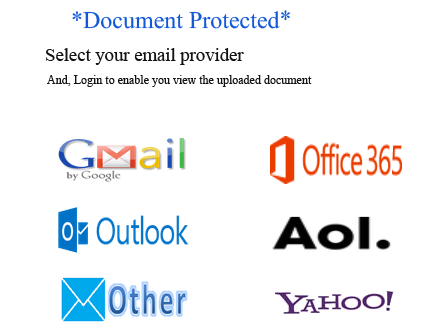 *Document Protected*
Select your email provider
And, Login to enable you view the uploaded document
Gmail
by Google
Office 365
Outlook
Aol.
Other
YAHOO!